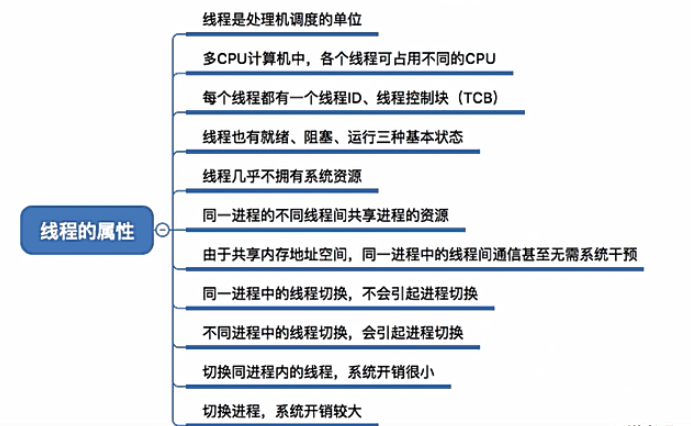 线程是处理机调度的单位
多CPU计算机中，各个线程可占用不同的CPU
每个线程都有一个线程ID、线程控制块（TCB）
线程也有就绪、阻塞、运行三种基本状态
线程几乎不拥有系统资源
线程的属性
同一进程的不同线程间共享进程的资源
由于共享内存地址空间，同一进程中的线程间通信甚至无需系统干预
同一进程中的线程切换，不会引起进程切换
不同进程中的线程切换，会引起进程切换
切换同进程内的线程，系统开销很小
切换进程，系统开销较大